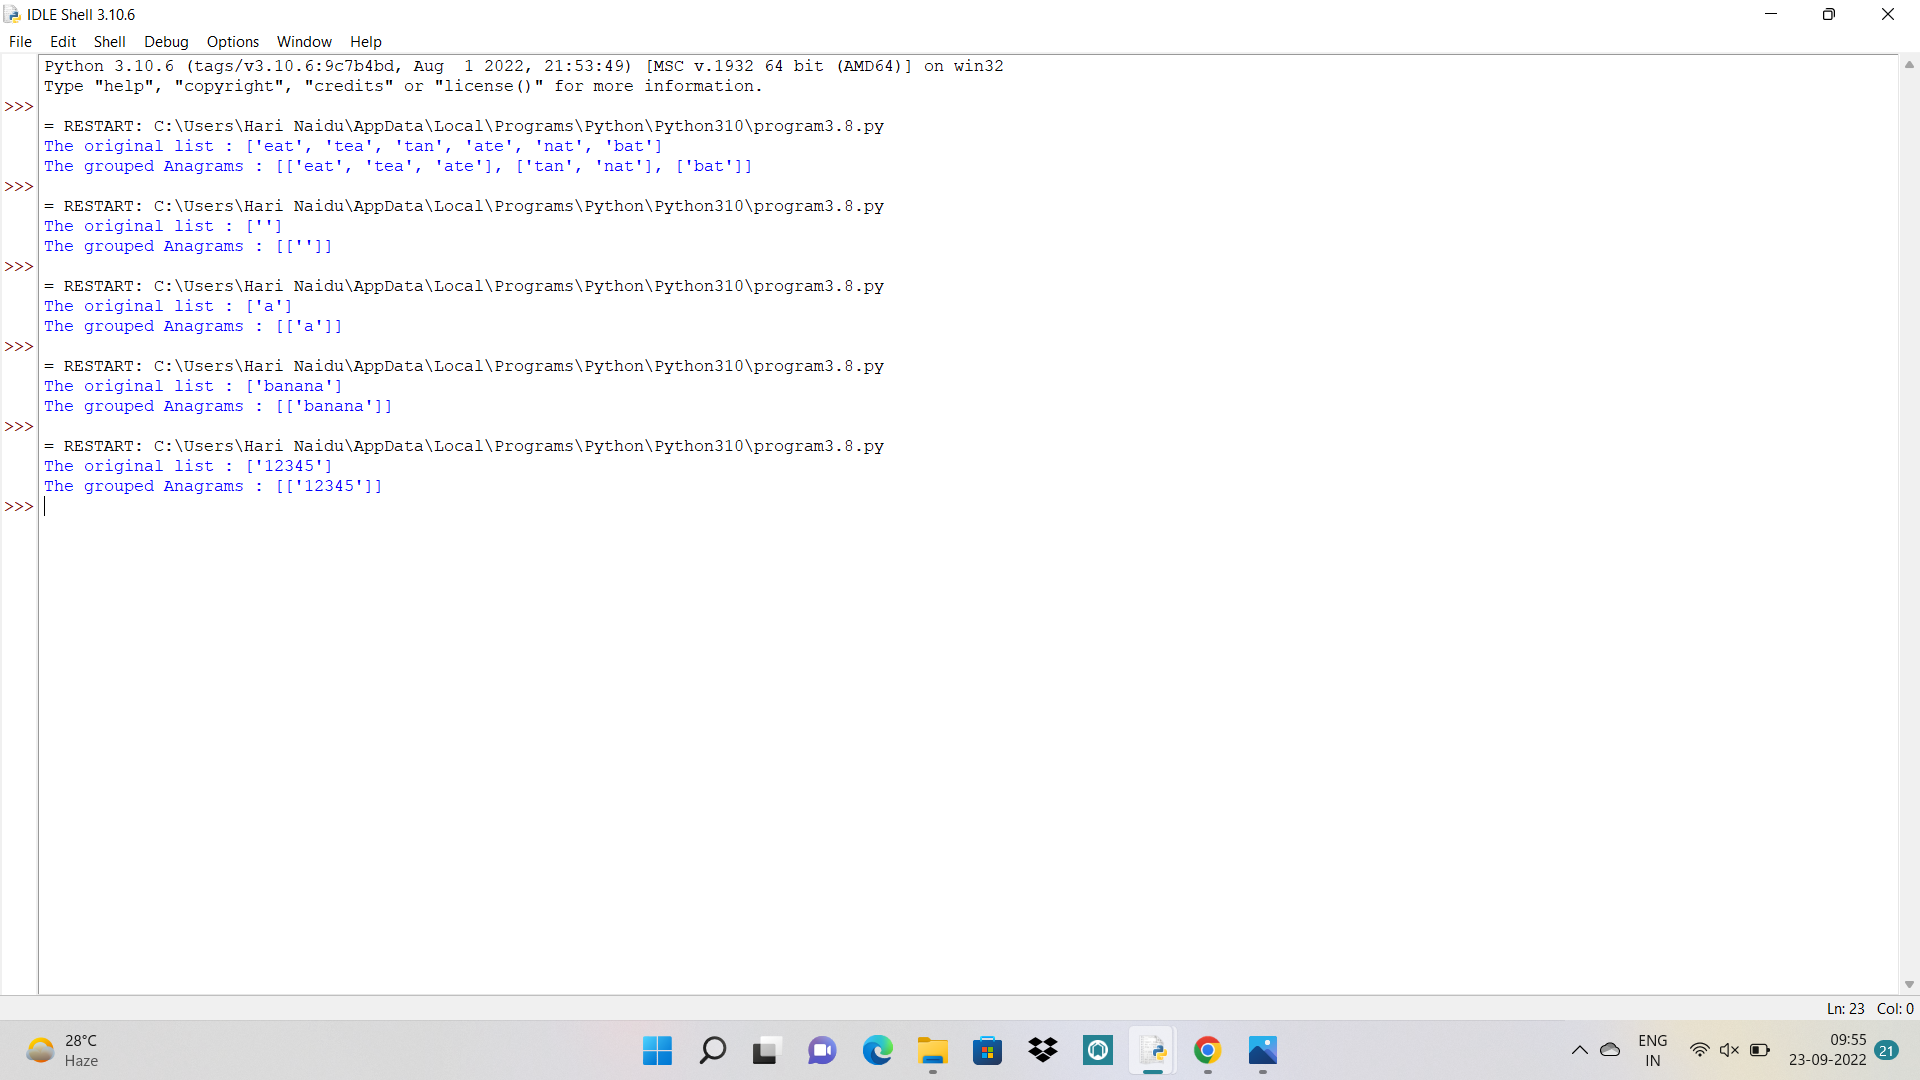 IDLE Shell 3.10.6
File Edit Shell Debug Options Window Help
Python 3.10.6 (tags/v3.10.6:9c7b4bd, Aug  1 2022, 21:53:49) [MSC v.1932 64 bit (AMD64)] on win32
Type "help", "copyright", "credits" or "license()" for more information.
>>>
= RESTART: C:\Users\Hari Naidu\AppData\Local\Programs\Python\Python310\program3.8.py
The original list : ['eat', 'tea', 'tan', 'ate', 'nat', 'bat']
The grouped Anagrams : [['eat', 'tea', 'ate'], ['tan', 'nat'], ['bat']]
>>>
= RESTART: C:\Users\Hari Naidu\AppData\Local\Programs\Python\Python310\program3.8.py
The original list : ['']
The grouped Anagrams : [['']]
>>>
= RESTART: C:\Users\Hari Naidu\AppData\Local\Programs\Python\Python310\program3.8.py
The original list : ['a']
The grouped Anagrams : [['a']]
>>>
= RESTART: C:\Users\Hari Naidu\AppData\Local\Programs\Python\Python310\program3.8.py
The original list : ['banana']
The grouped Anagrams : [['banana']]
>>>
= RESTART: C:\Users\Hari Naidu\AppData\Local\Programs\Python\Python310\program3.8.py
The original list : ['12345']
The grouped Anagrams : [['12345']]
>>>
Ln: 23 Col: 0
28°C
Haze
ENG
IN
09:55
23-09-2022
21